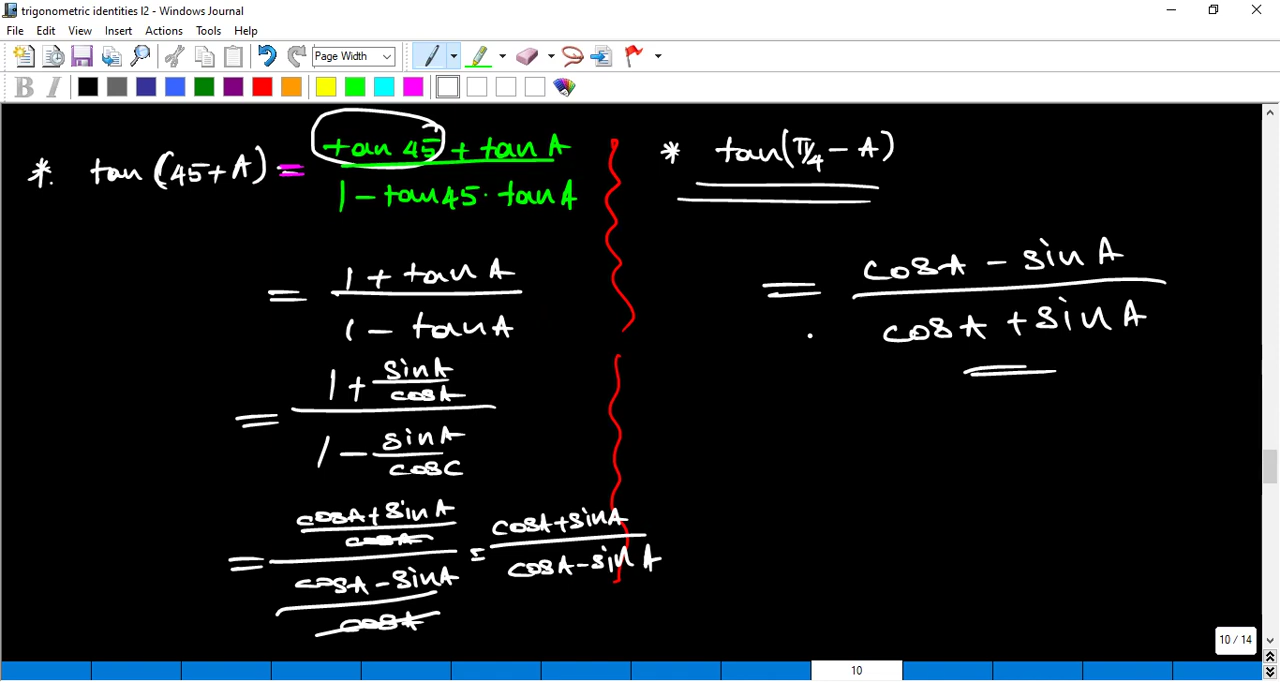 trigonometric identities l2 - Windows Journal
File Edit View Insert Actions Tools Help
Page Width
B I
* tan (45+A) = tan 45 + tan A / 1 - tan 45 · tan A
= 1 + tan A / 1 - tan A
= 1 + sin A / cos A / 1 - sin A / cos C
= cos A + sin A / cos A / cos A - sin A / cos A = cos A + sin A / cos A - sin A
* tan(π/4 - A)
= cos A - sin A / cos A + sin A
10 / 14
10